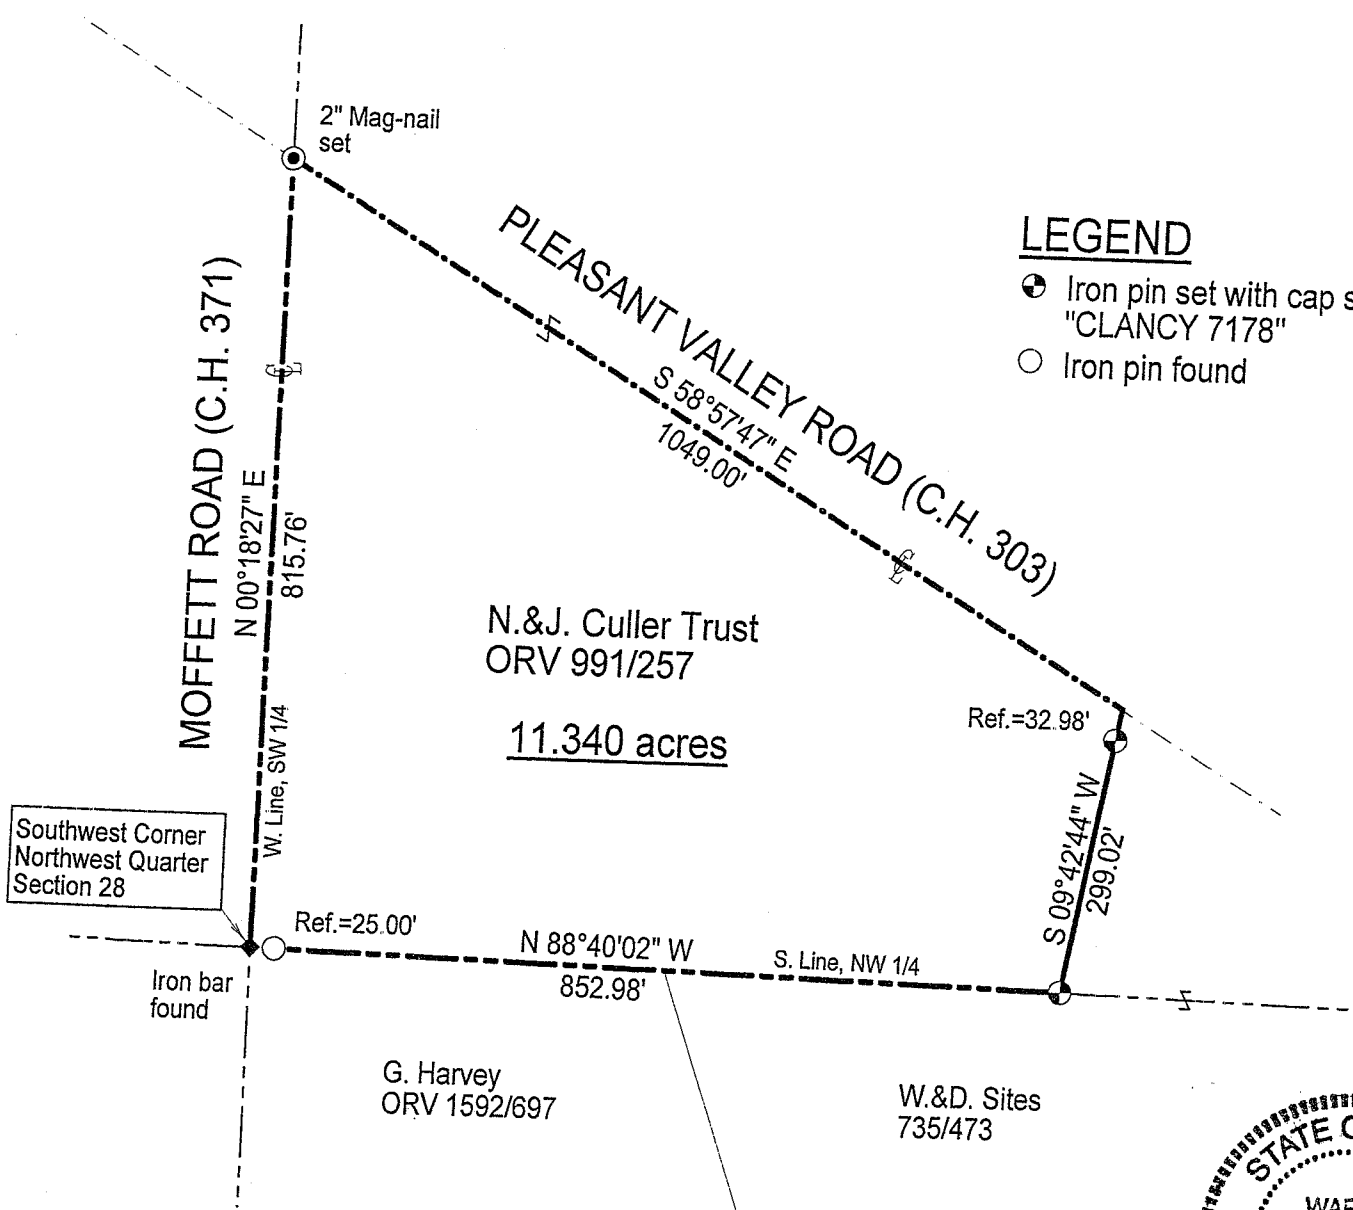 2" Mag-nail
set
PLEASANT VALLEY ROAD (C.H. 303)
S 58°57'47" E
1049.00'
LEGEND
Iron pin set with cap s
"CLANCY 7178"
Iron pin found
MOFFETT ROAD (C.H. 371)
N 00°18'27" E
815.76'
W. Line, SW 1/4
N.&J. Culler Trust
ORV 991/257
11.340 acres
Ref.=32.98'
S 09°42'44" W
299.02'
Southwest Corner
Northwest Quarter
Section 28
Ref.=25.00'
N 88°40'02" W
852.98'
S. Line, NW 1/4
Iron bar
found
G. Harvey
ORV 1592/697
W.&D. Sites
735/473
STATE O